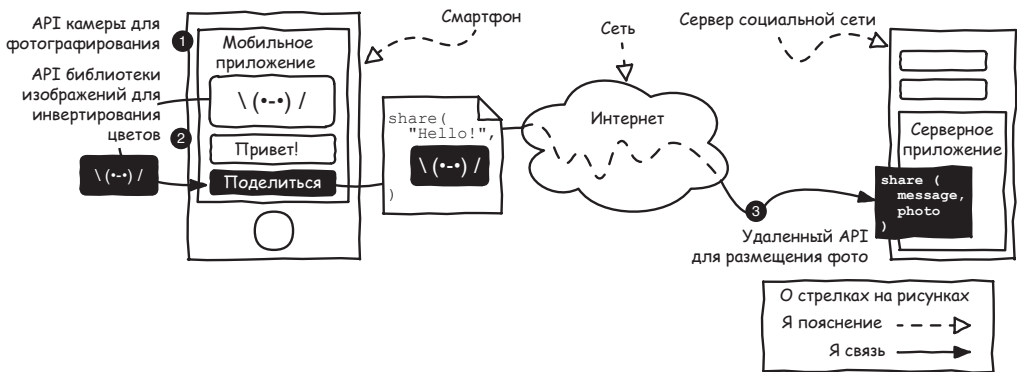 API камеры для
фотографирования
1
API библиотеки
изображений для
инвертирования
цветов
2
\ (•-•) /
Мобильное
приложение
\ (•-•) /
Привет!
Поделиться
Смартфон
share(
"Hello!",
\ (•-•) /
)
Сеть
Интернет
3
Удаленный API
для размещения фото
Сервер социальной сети
Серверное
приложение
share (
message,
photo
)
О стрелках на рисунках
Я пояснение
Я связь